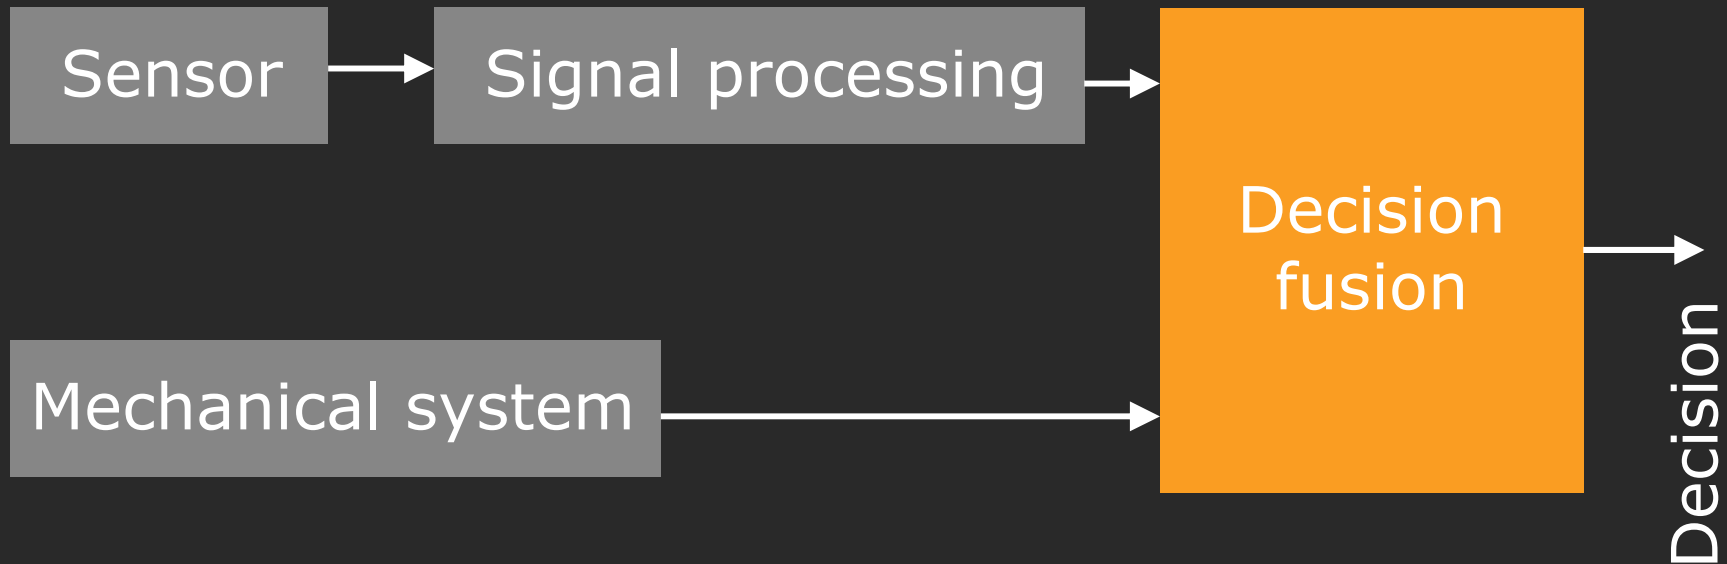 Sensor
Signal processing
Decision
fusion
Mechanical system
Decision